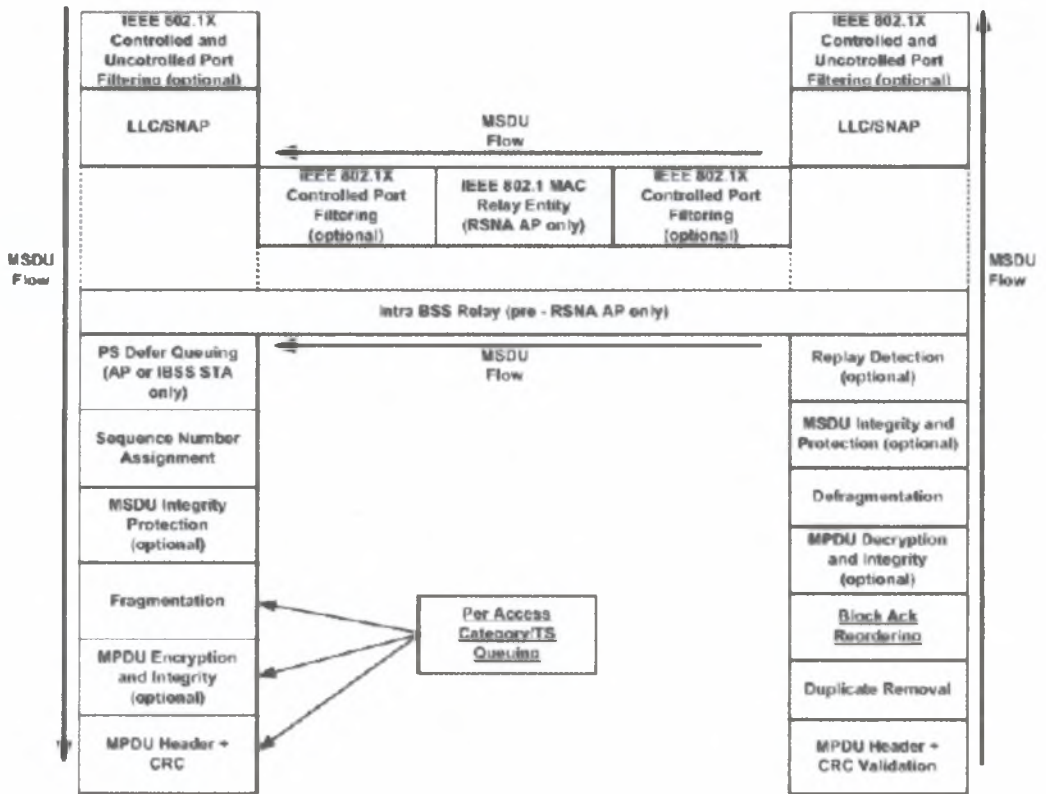 IEEE 802.1X
Controlled and
Uncotrolled Port
Filtering (optional)
LLC/SNAP
MSDU
Flow
IEEE 802.1X
Controlled and
Uncotrolled Port
Filtering (optional)
LLC/SNAP
IEEE 802.1X
Controlled Port
Filtering
(optional)
IEEE 802.1 MAC
Relay Entity
(RSNA AP only)
IEEE 802.1X
Controlled Port
Filtering
(optional)
MSDU
Flow
MSDU
Flow
Intra BSS Relay (pre - RSNA AP only)
MSDU
Flow
PS Defer Queuing
(AP or IBSS STA
only)
Sequence Number
Assignment
MSDU Integrity
Protection
(optional)
Fragmentation
MPDU Encryption
and Integrity
(optional)
MPDU Header +
CRC
Per Access
Category/TS
Queuing
Replay Detection
(optional)
MSDU Integrity and
Protection (optional)
Defragmentation
MPDU Decryption
and Integrity
(optional)
Block Ack
Reordering
Duplicate Removal
MPDU Header +
CRC Validation